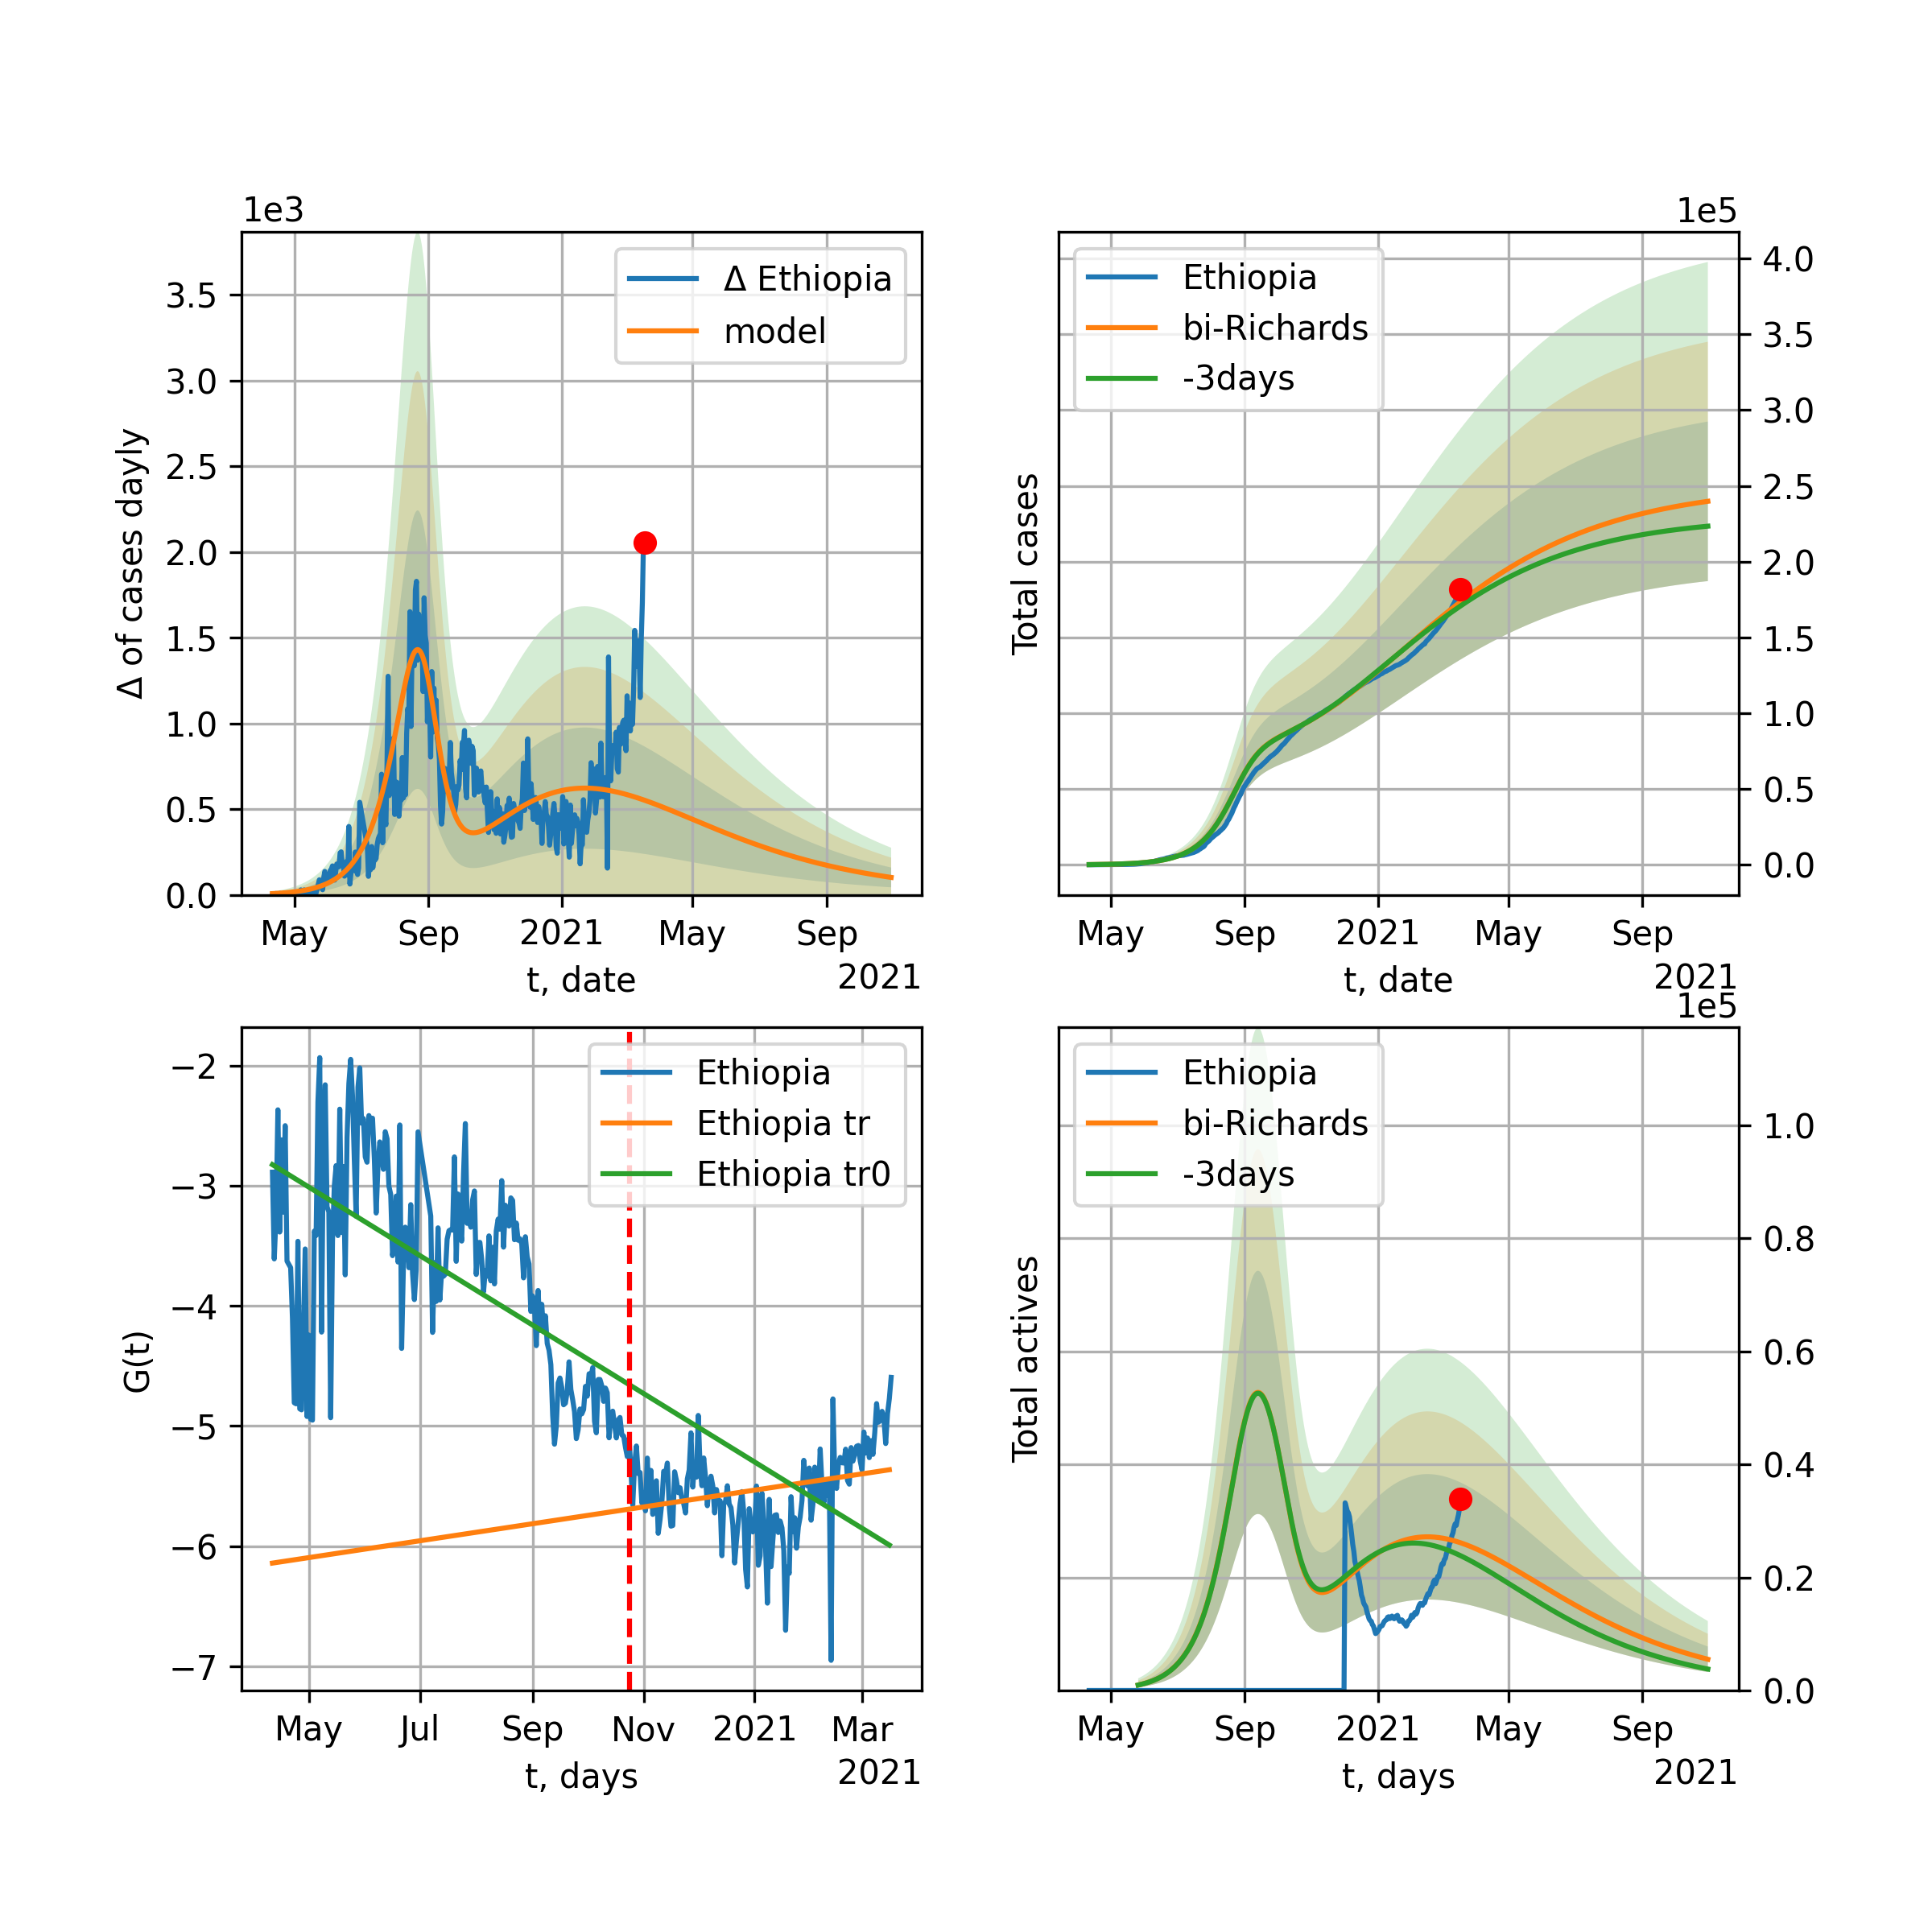 1e3
Δ Ethiopia
model
3.5
3.0
2.5
2.0
1.5
1.0
0.5
0.0
Δ of cases dayly
May Sep 2021 May Sep
t, date
2021
1e5
Ethiopia
bi-Richards
-3days
4.0
3.5
3.0
2.5
2.0
1.5
1.0
0.5
0.0
Total cases
May Sep 2021 May Sep
t, date
2021
Ethiopia
Ethiopia tr
Ethiopia tr0
−2
−3
−4
−5
−6
−7
G(t)
May Jul Sep Nov 2021 Mar
2021
t, days
1e5
Ethiopia
bi-Richards
-3days
1.0
0.8
0.6
0.4
0.2
0.0
Total actives
May Sep 2021 May Sep
2021
t, days